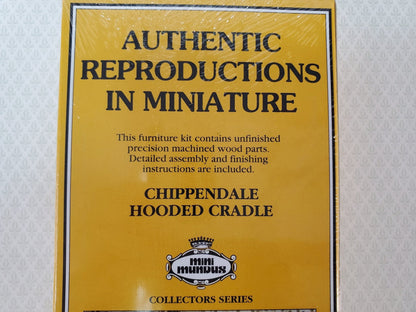 AUTHENTIC
REPRODUCTIONS
IN MINIATURE
This furniture kit contains unfinished
precision machined wood parts.
Detailed assembly and finishing
instructions are included.
CHIPPENDALE
HOODED CRADLE
mini
mundus
COLLECTORS SERIES